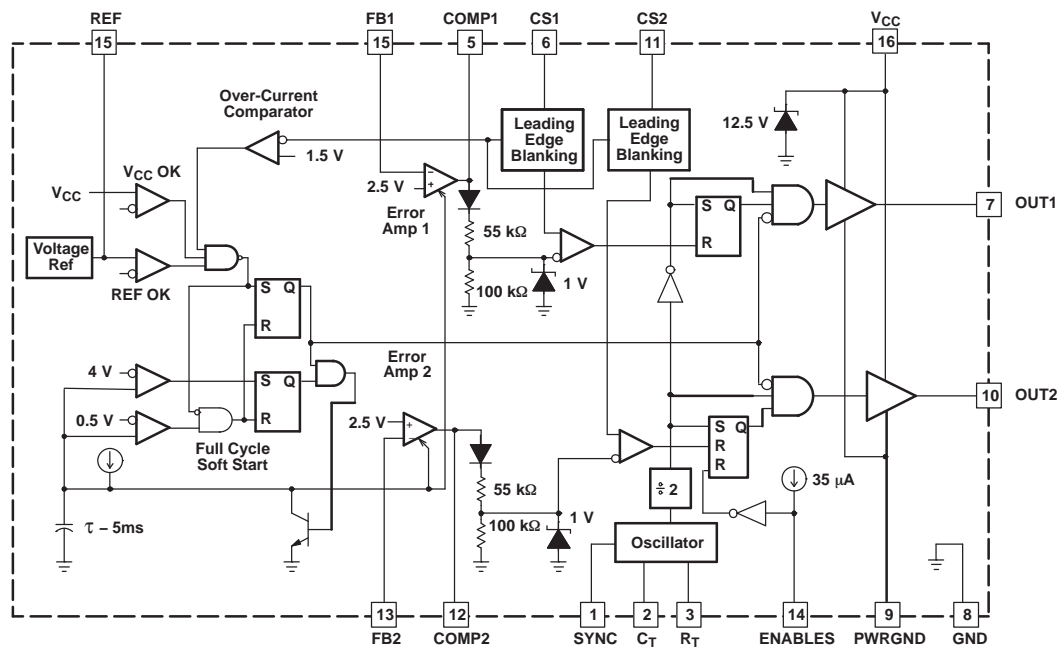 REF
FB1
COMP1
CS1
CS2
VCC
15
15
5
6
11
16
Over-Current
Comparator
Leading
Edge
Blanking
Leading
Edge
Blanking
12.5 V
1.5 V
VCC OK
VCC
2.5 V
−
+
Error
Amp 1
S Q
R
7
OUT1
55 kΩ
Voltage
Ref
REF OK
100 kΩ
1 V
S Q
R
Error
Amp 2
4 V
S Q
R
0.5 V
10
OUT2
2.5 V
+
−
S Q
R
R
Full Cycle
Soft Start
÷ 2
35 µA
55 kΩ
τ – 5ms
100 kΩ
1 V
Oscillator
13
12
1
2
3
14
9
8
FB2
COMP2
SYNC
CT
RT
ENABLES
PWRGND
GND